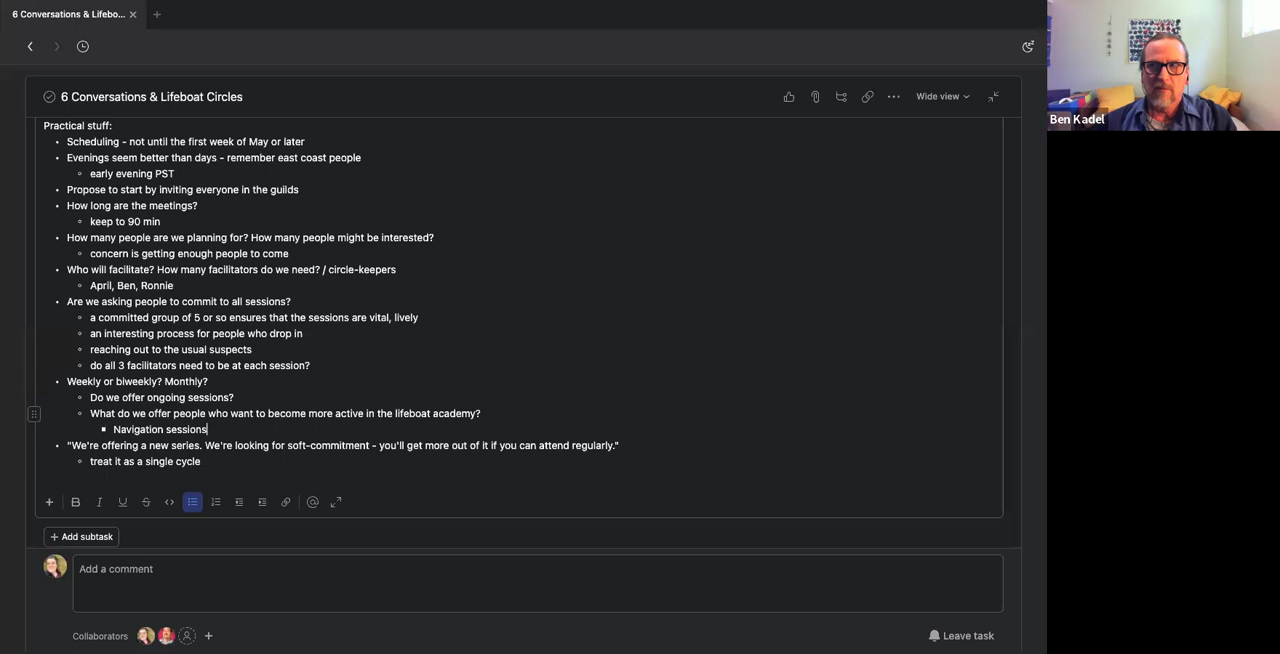 6 Conversations & Lifebo...
6 Conversations & Lifeboat Circles
Wide view
Practical stuff:
Scheduling - not until the first week of May or later
Evenings seem better than days - remember east coast people
early evening PST
Propose to start by inviting everyone in the guilds
How long are the meetings?
keep to 90 min
How many people are we planning for? How many people might be interested?
concern is getting enough people to come
Who will facilitate? How many facilitators do we need? / circle-keepers
April, Ben, Ronnie
Are we asking people to commit to all sessions?
a committed group of 5 or so ensures that the sessions are vital, lively
an interesting process for people who drop in
reaching out to the usual suspects
do all 3 facilitators need to be at each session?
Weekly or biweekly? Monthly?
Do we offer ongoing sessions?
What do we offer people who want to become more active in the lifeboat academy?
Navigation sessions
"We're offering a new series. We're looking for soft-commitment - you'll get more out of it if you can attend regularly."
treat it as a single cycle
Add subtask
Add a comment
Collaborators
Leave task
Ben Kadel